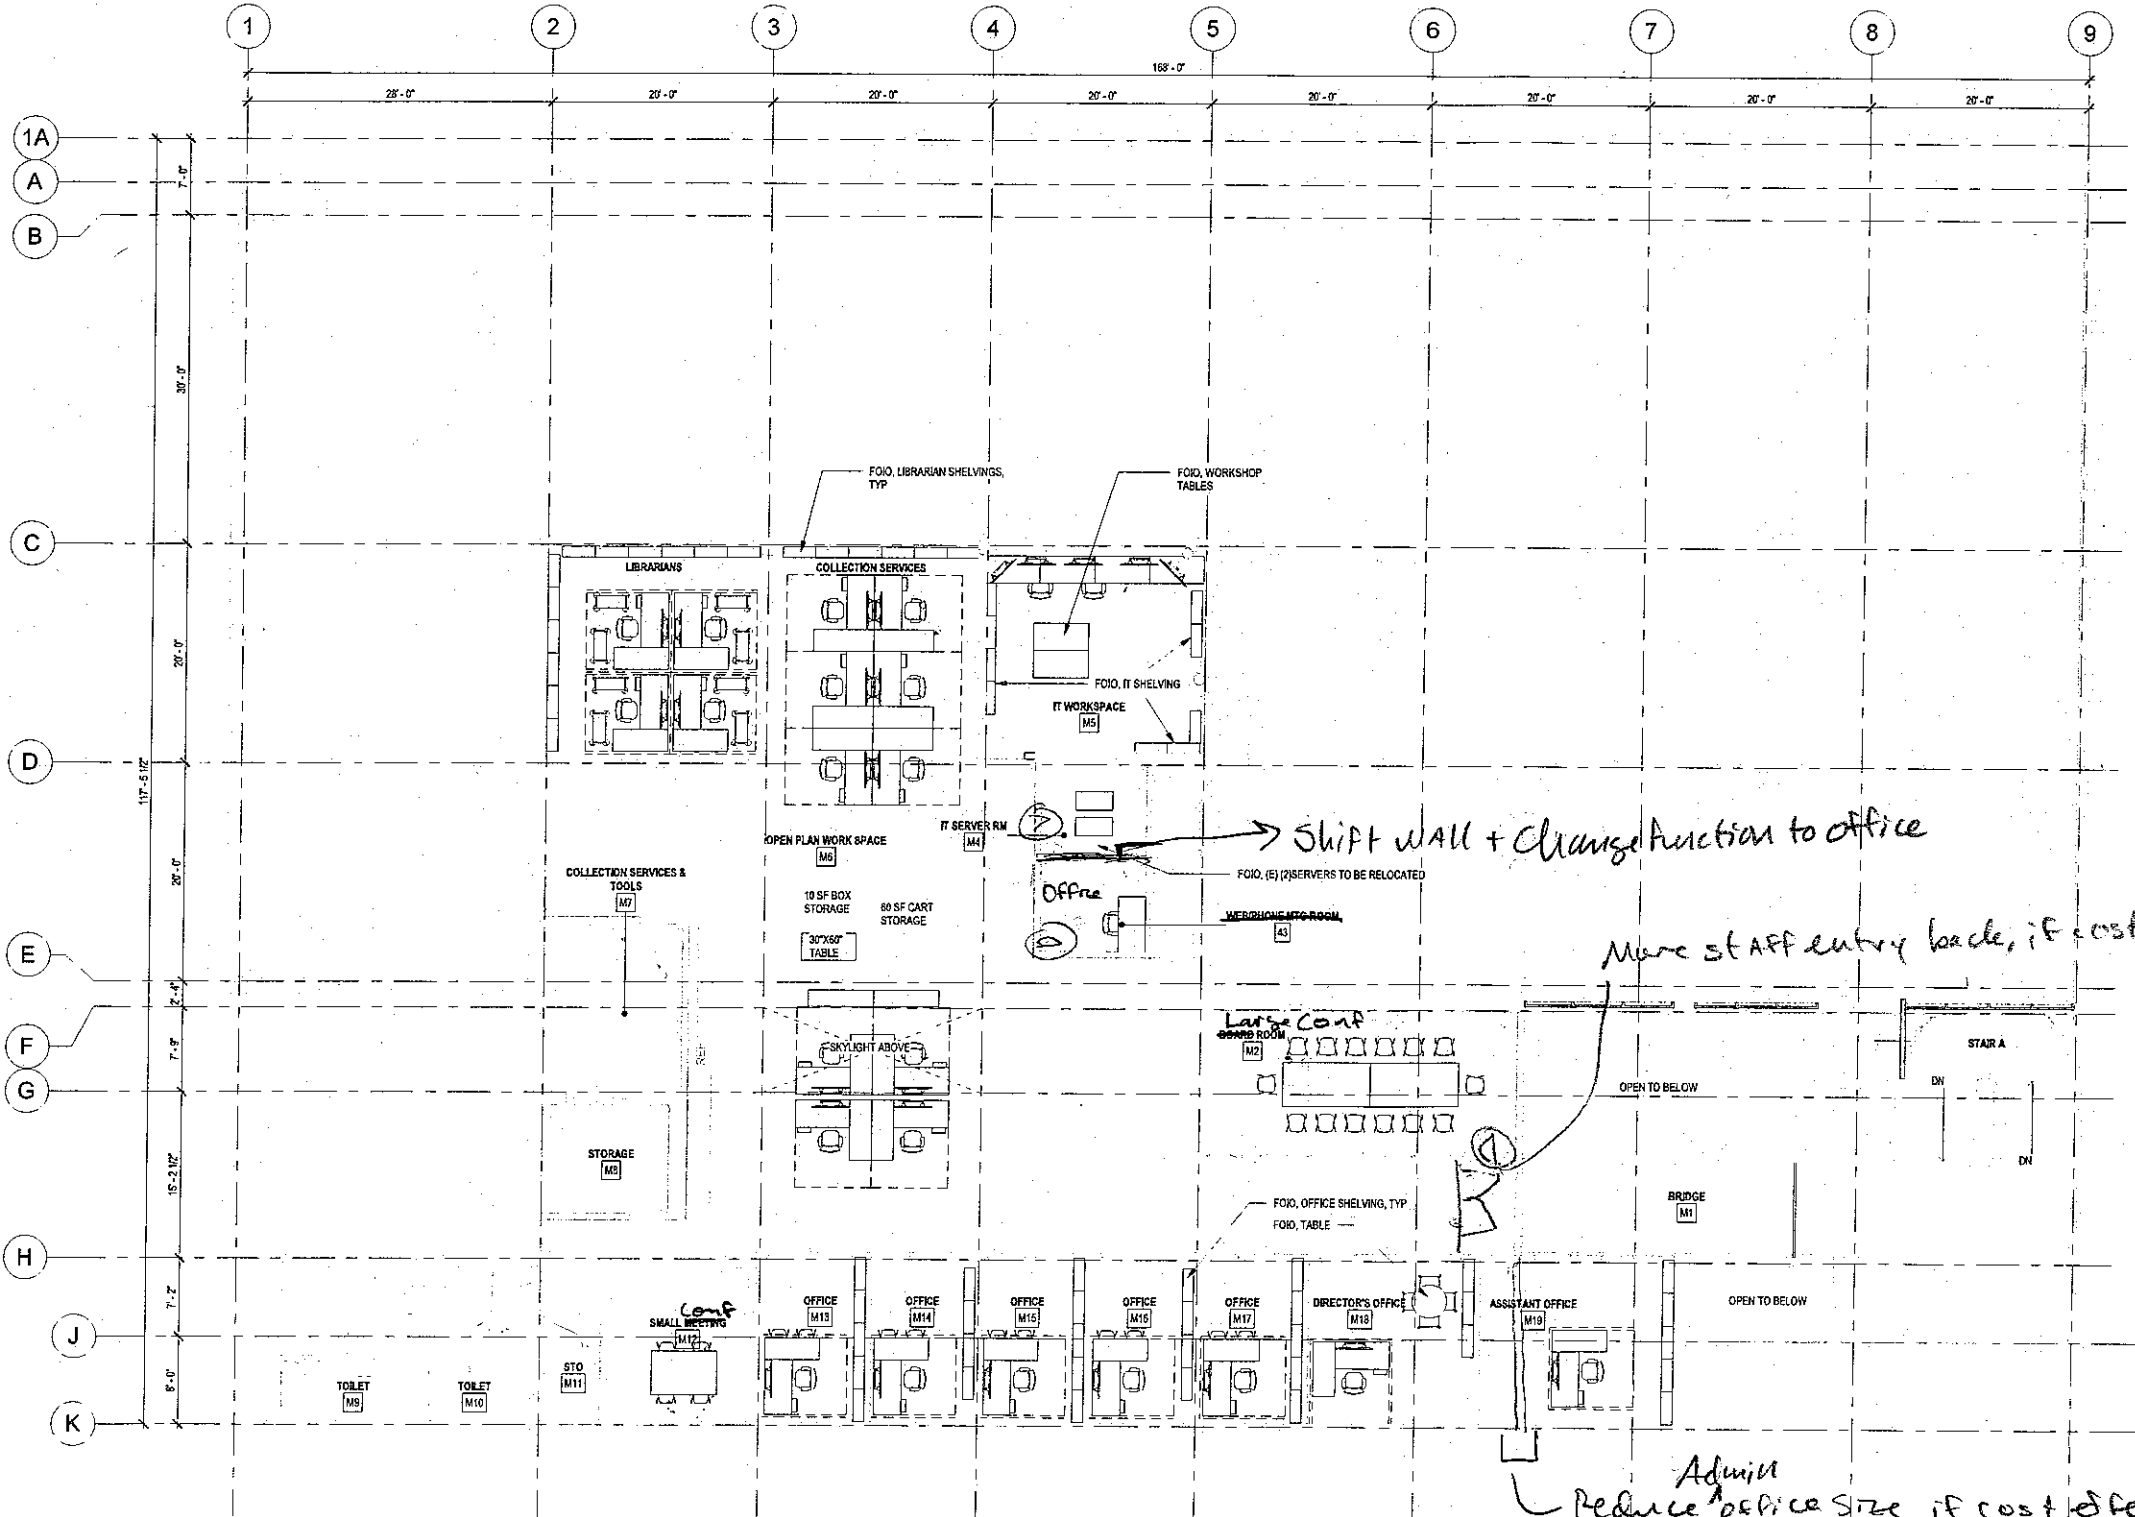 1 2 3 4 5 6 7 8 9
168'-0"
28'-0" 20'-0" 20'-0" 20'-0" 20'-0" 20'-0" 20'-0" 20'-0"
1A
7'-0"
A
B
30'-0"
FOIO, LIBRARIAN SHELVINGS,
TYP
FOIO, WORKSHOP
TABLES
C
LIBRARIANS
COLLECTION SERVICES
20'-0"
FOIO, IT SHELVING
IT WORKSPACE
M5
D
117'-5 1/2"
IT SERVER RM
M4
OPEN PLAN WORK SPACE
M6
Shift WALL + Change function to office
COLLECTION SERVICES &
TOOLS
M7
20'-0"
FOIO, (E) (2)SERVERS TO BE RELOCATED
10 SF BOX
STORAGE
60 SF CART
STORAGE
Office
WEB/PHONE MTG ROOM
43
30"X60"
TABLE
E
Move stAff entry back, if cost
2'-4"
F
Large Conf
BOARD ROOM
M2
SKYLIGHT ABOVE
REF
STAIR A
7'-9"
G
OPEN TO BELOW
DN
DN
STORAGE
M8
15'-2 1/2"
BRIDGE
M1
FOIO, OFFICE SHELVING, TYP
FOIO, TABLE
H
7'-2"
Conf
SMALL MEETING
M12
OFFICE
M13
OFFICE
M14
OFFICE
M15
OFFICE
M16
OFFICE
M17
DIRECTOR'S OFFICE
M18
ASSISTANT OFFICE
M19
OPEN TO BELOW
J
8'-0"
TOILET
M9
TOILET
M10
STO
M11
K
Admin
Reduce office size if cost effe